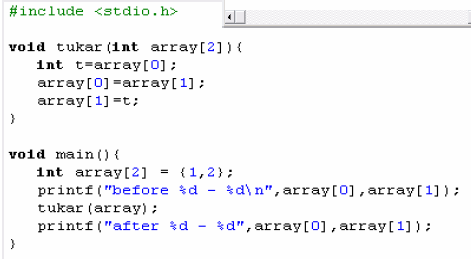 #include <stdio.h>
void tukar(int array[2]){
int t=array[0];
array[0]=array[1];
array[1]=t;
}
void main(){
int array[2] = {1,2};
printf("before %d - %d\n",array[0],array[1]);
tukar(array);
printf("after %d - %d",array[0],array[1]);
}